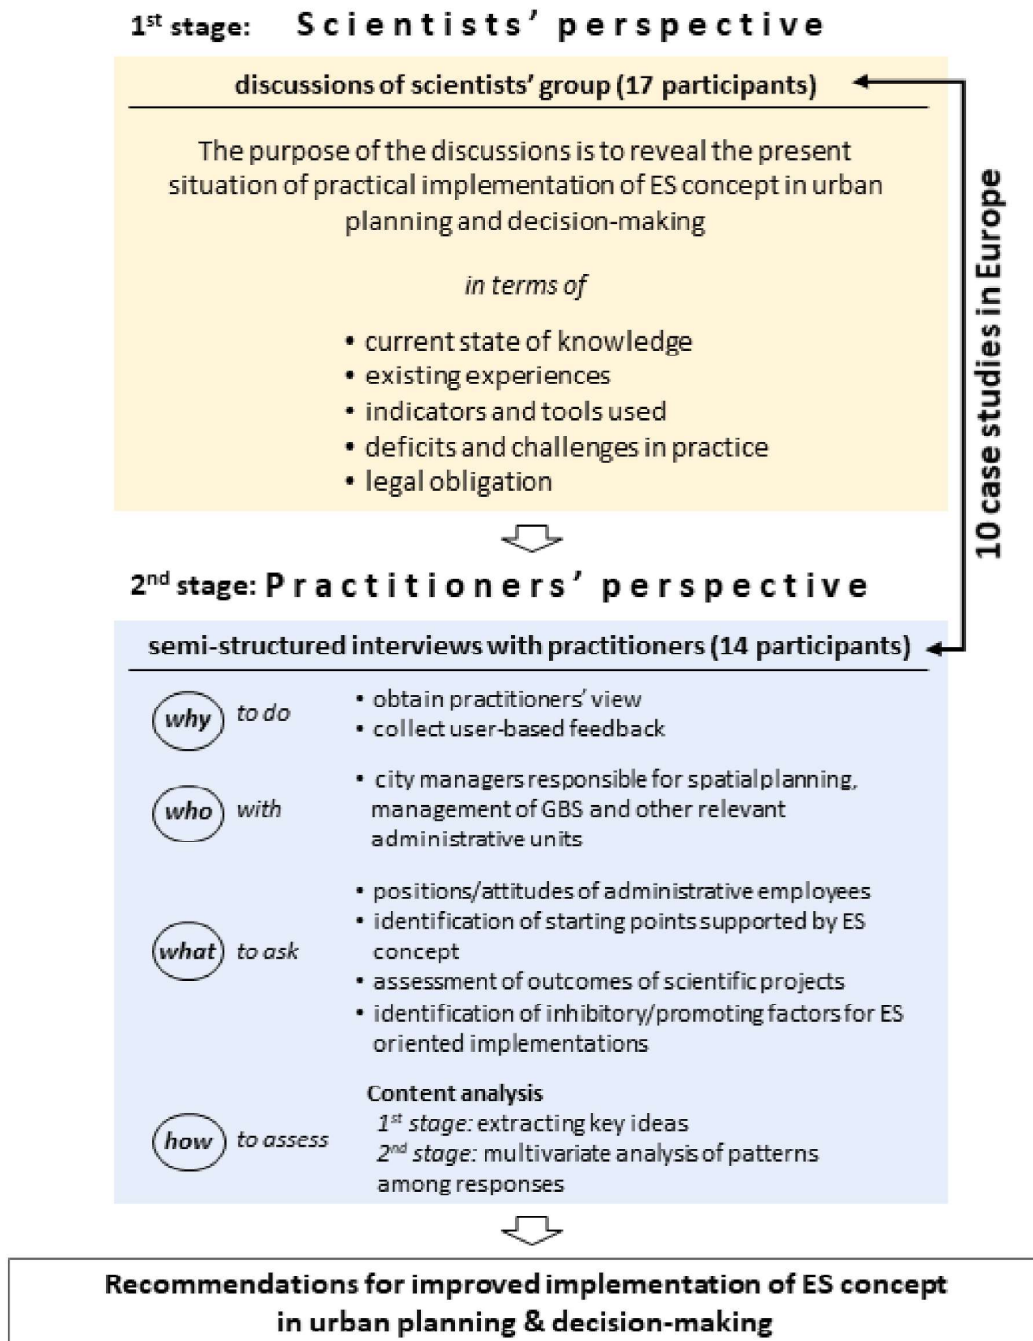 1st stage: Scientists' perspective
discussions of scientists' group (17 participants)
The purpose of the discussions is to reveal the present
situation of practical implementation of ES concept in urban
planning and decision-making
in terms of
• current state of knowledge
• existing experiences
• indicators and tools used
• deficits and challenges in practice
• legal obligation
10 case studies in Europe
2nd stage: Practitioners' perspective
semi-structured interviews with practitioners (14 participants)
why to do
• obtain practitioners' view
• collect user-based feedback
who with
• city managers responsible for spatial planning,
management of GBS and other relevant
administrative units
what to ask
• positions/attitudes of administrative employees
• identification of starting points supported by ES
concept
• assessment of outcomes of scientific projects
• identification of inhibitory/promoting factors for ES
oriented implementations
how to assess
Content analysis
1st stage: extracting key ideas
2nd stage: multivariate analysis of patterns
among responses
Recommendations for improved implementation of ES concept
in urban planning & decision-making